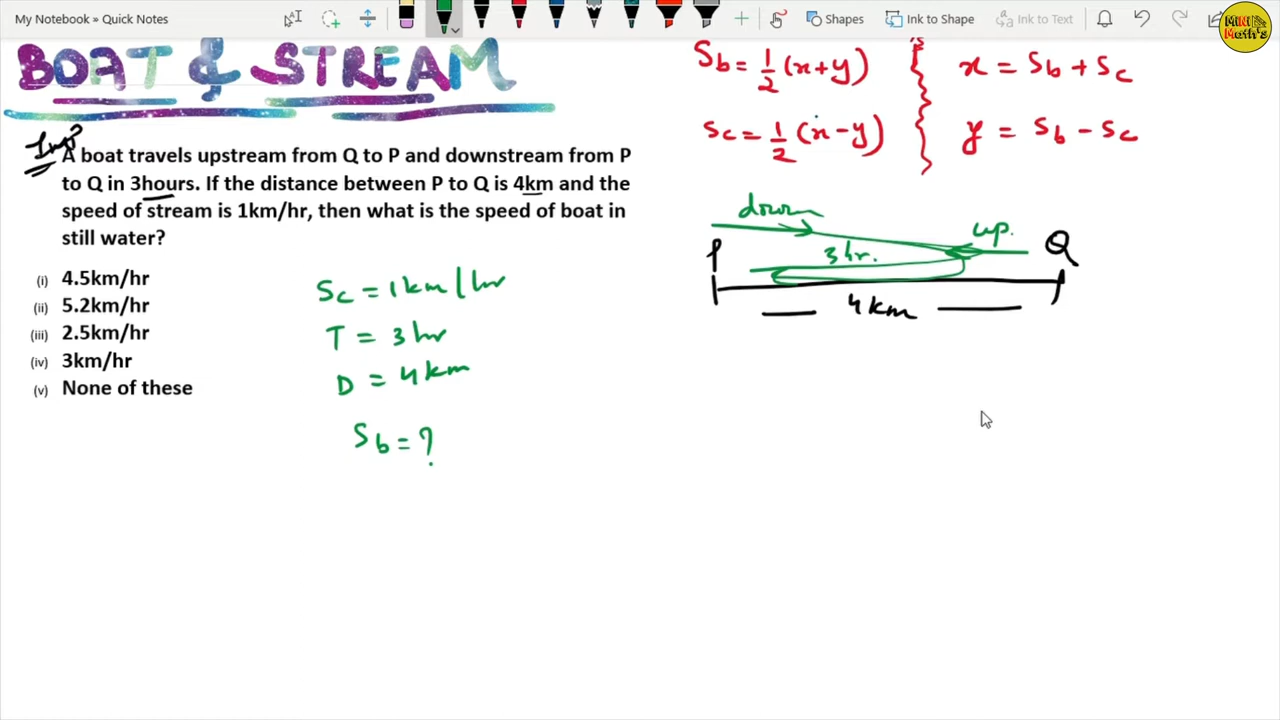 My Notebook » Quick Notes
Shapes
Ink to Shape
Ink to Text
MINI
Math's
BOAT & STREAM
Sb = 1/2 (x+y)
x = Sb + Sc
Sc = 1/2 (x-y)
y = Sb - Sc
Imp
A boat travels upstream from Q to P and downstream from P
to Q in 3hours. If the distance between P to Q is 4km and the
speed of stream is 1km/hr, then what is the speed of boat in
still water?
(i) 4.5km/hr
(ii) 5.2km/hr
(iii) 2.5km/hr
(iv) 3km/hr
(v) None of these
Sc = 1km/hr
T = 3hr
D = 4km
Sb = ?
down
up.
P
3hr.
Q
4km